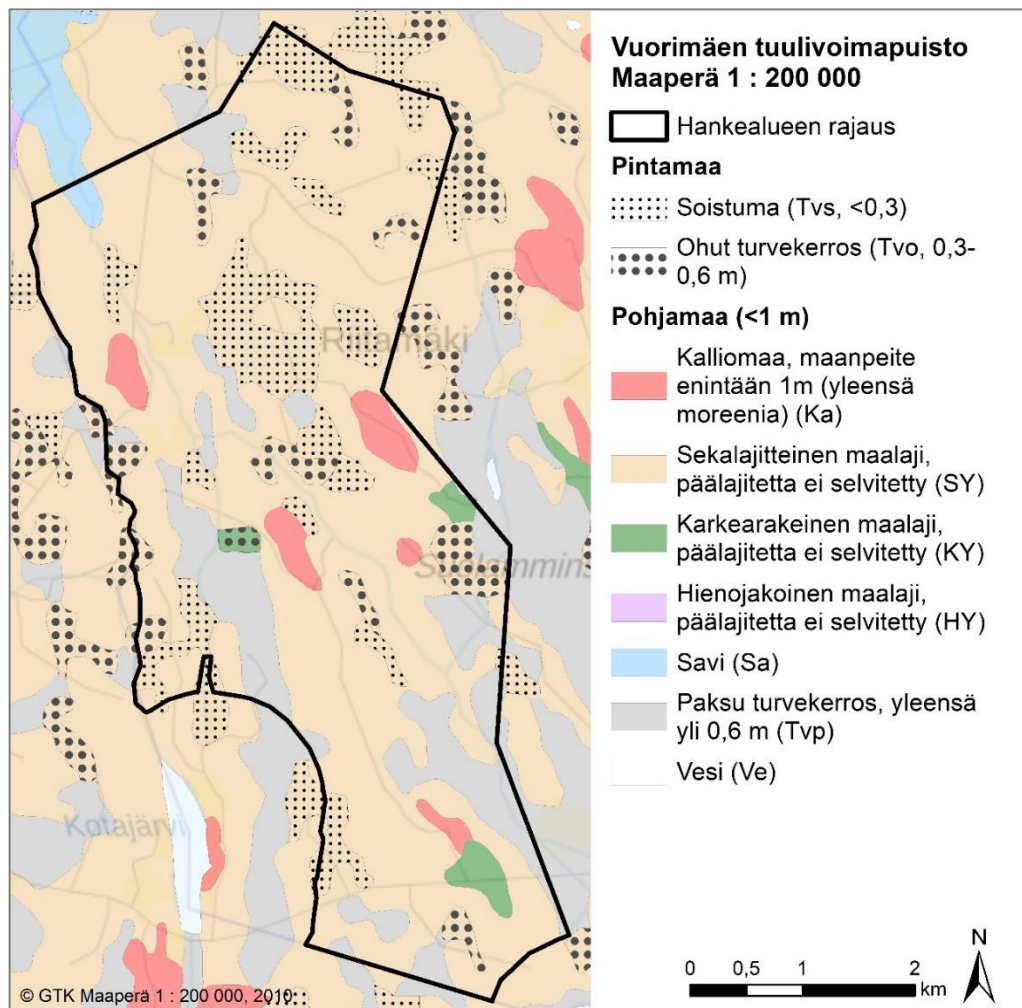 Vuorimäen tuulivoimapuisto
Maaperä 1 : 200 000
Hankealueen rajaus
Pintamaa
Soistuma (Tvs, <0,3)
Ohut turvekerros (Tvo, 0,3-
0,6 m)
Pohjamaa (<1 m)
Kalliomaa, maanpeite
enintään 1m (yleensä
moreenia) (Ka)
Sekalajitteinen maalaji,
päälajitetta ei selvitetty (SY)
Karkearakeinen maalaji,
päälajitetta ei selvitetty (KY)
Hienojakoinen maalaji,
päälajitetta ei selvitetty (HY)
Savi (Sa)
Paksu turvekerros, yleensä
yli 0,6 m (Tvp)
Vesi (Ve)
Riitamäki
Suolammins
Kotajärvi
N
0 0,5 1 2
km
© GTK Maaperä 1 : 200 000, 2010